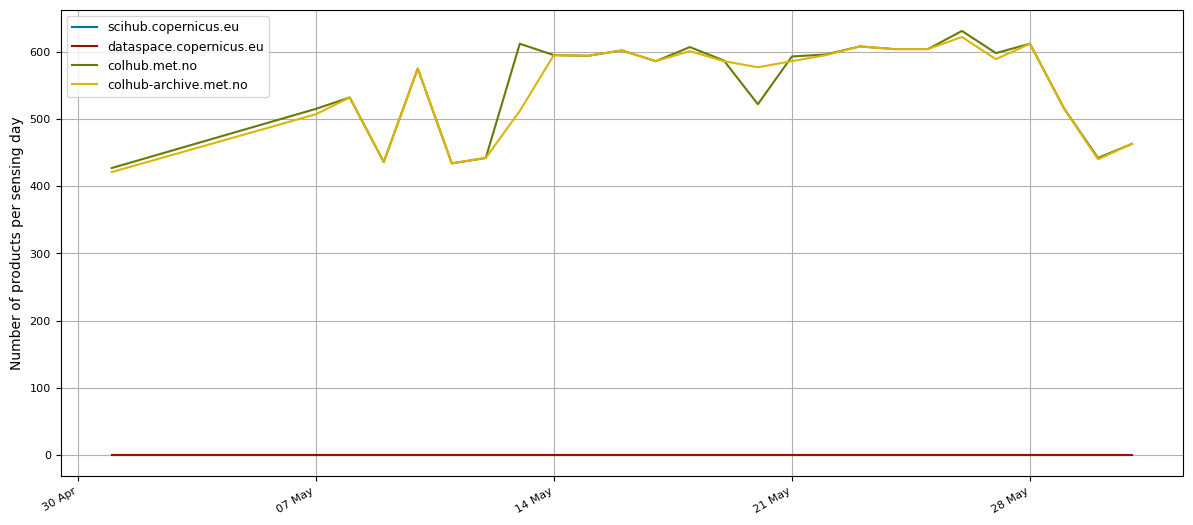 scihub.copernicus.eu
dataspace.copernicus.eu
colhub.met.no
colhub-archive.met.no
Number of products per sensing day
600
500
400
300
200
100
0
30 Apr
07 May
14 May
21 May
28 May